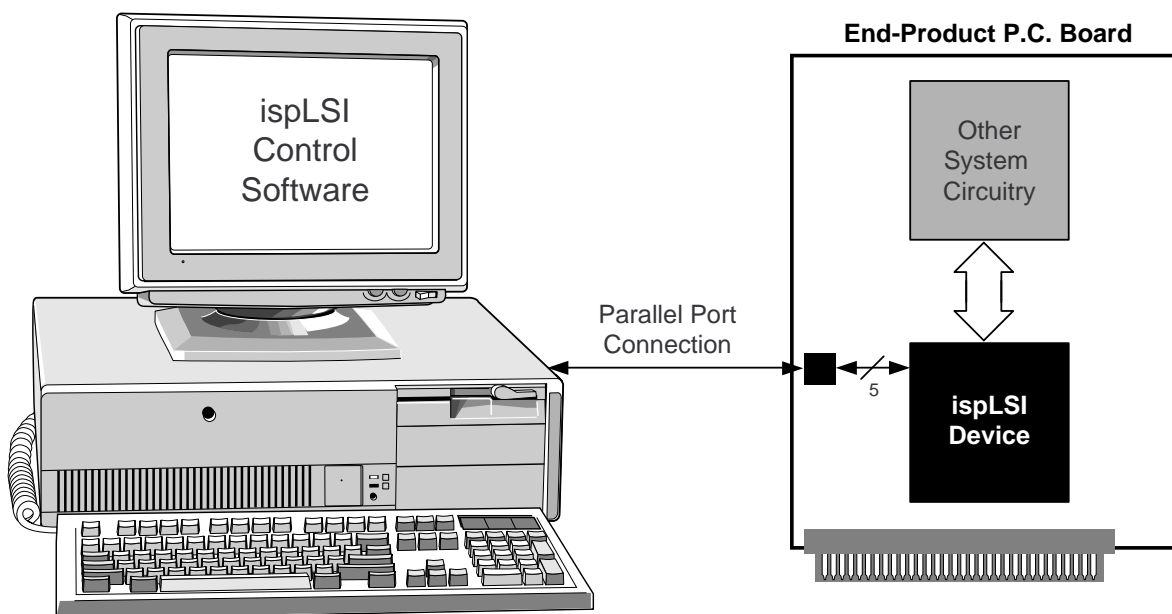 End-Product P.C. Board
ispLSI
Control
Software
Other
System
Circuitry
Parallel Port
Connection
5
ispLSI
Device